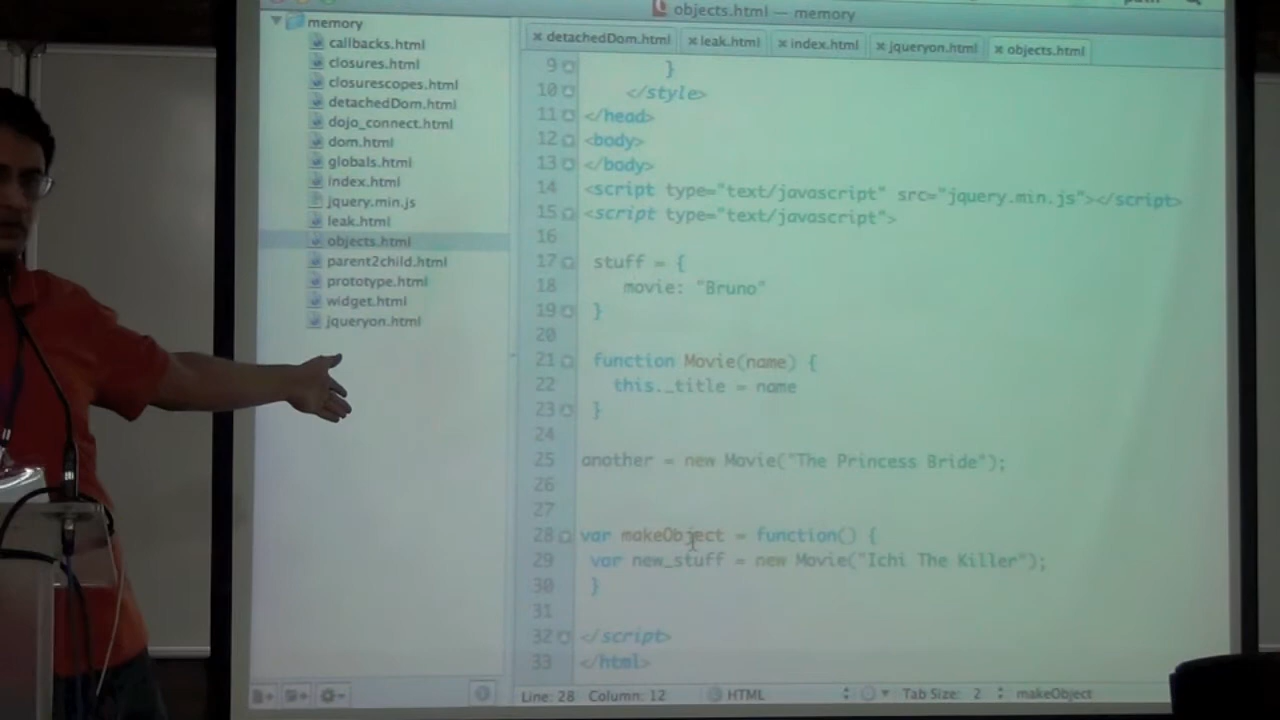 objects.html — memory
memory
callbacks.html
closures.html
closurescopes.html
detachedDom.html
dojo_connect.html
dom.html
globals.html
index.html
jquery.min.js
leak.html
objects.html
parent2child.html
prototype.html
widget.html
jqueryon.html
× detachedDom.html × leak.html × index.html × jqueryon.html × objects.html
9 }
10 </style>
11 </head>
12 <body>
13 </body>
14 <script type="text/javascript" src="jquery.min.js"></script>
15 <script type="text/javascript">
16
17 stuff = {
18 movie: "Bruno"
19 }
20
21 function Movie(name) {
22 this._title = name
23 }
24
25 another = new Movie("The Princess Bride");
26
27
28 var makeObject = function() {
29 var new_stuff = new Movie("Ichi The Killer");
30 }
31
32 </script>
33 </html>
Line: 28 Column: 12 HTML Tab Size: 2 makeObject